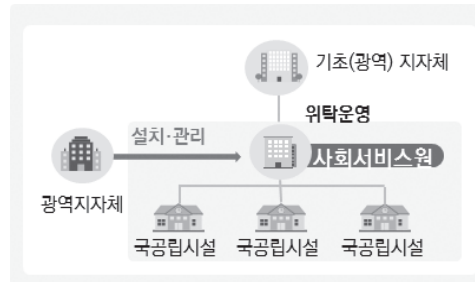 기초(광역) 지자체
위탁운영
설치·관리
사회서비스원
광역지자체
국공립시설 국공립시설 국공립시설